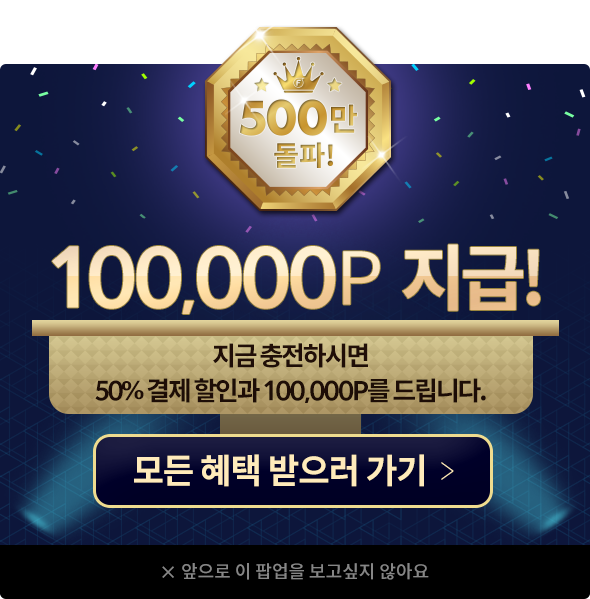 500만
돌파!
100,000P 지급!
지금 충전하시면
50% 결제 할인과 100,000P를 드립니다.
모든 혜택 받으러 가기 >
× 앞으로 이 팝업을 보고싶지 않아요